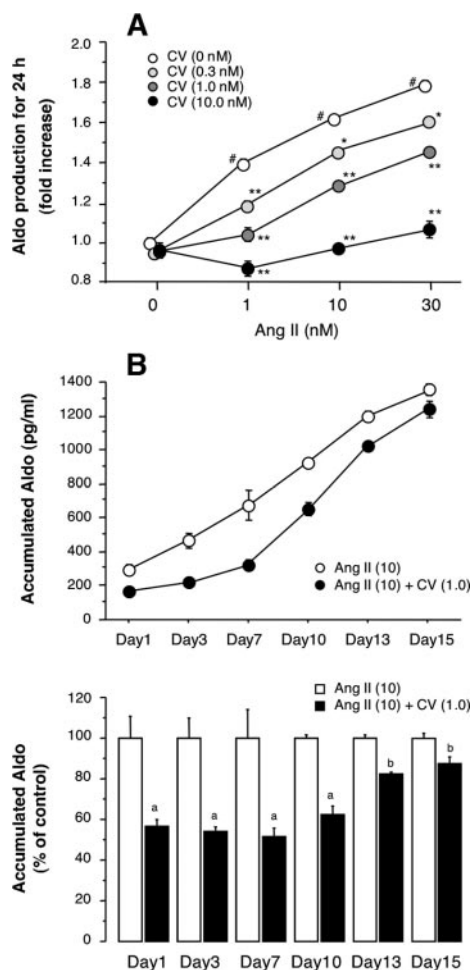 A
Aldo production for 24 h
(fold increase)
2.0
1.8
1.6
1.4
1.2
1.0
0.8
CV (0 nM)
CV (0.3 nM)
CV (1.0 nM)
CV (10.0 nM)
#
#
#
*
*
**
**
**
**
**
**
**
0
1
10
30
Ang II (nM)
B
Accumulated Aldo (pg/ml)
1400
1200
1000
800
600
400
200
0
Ang II (10)
Ang II (10) + CV (1.0)
Day1 Day3 Day7 Day10 Day13 Day15
Accumulated Aldo
(% of control)
Ang II (10)
Ang II (10) + CV (1.0)
120
100
80
60
40
20
0
a
a
a
a
b
b
Day1 Day3 Day7 Day10 Day13 Day15